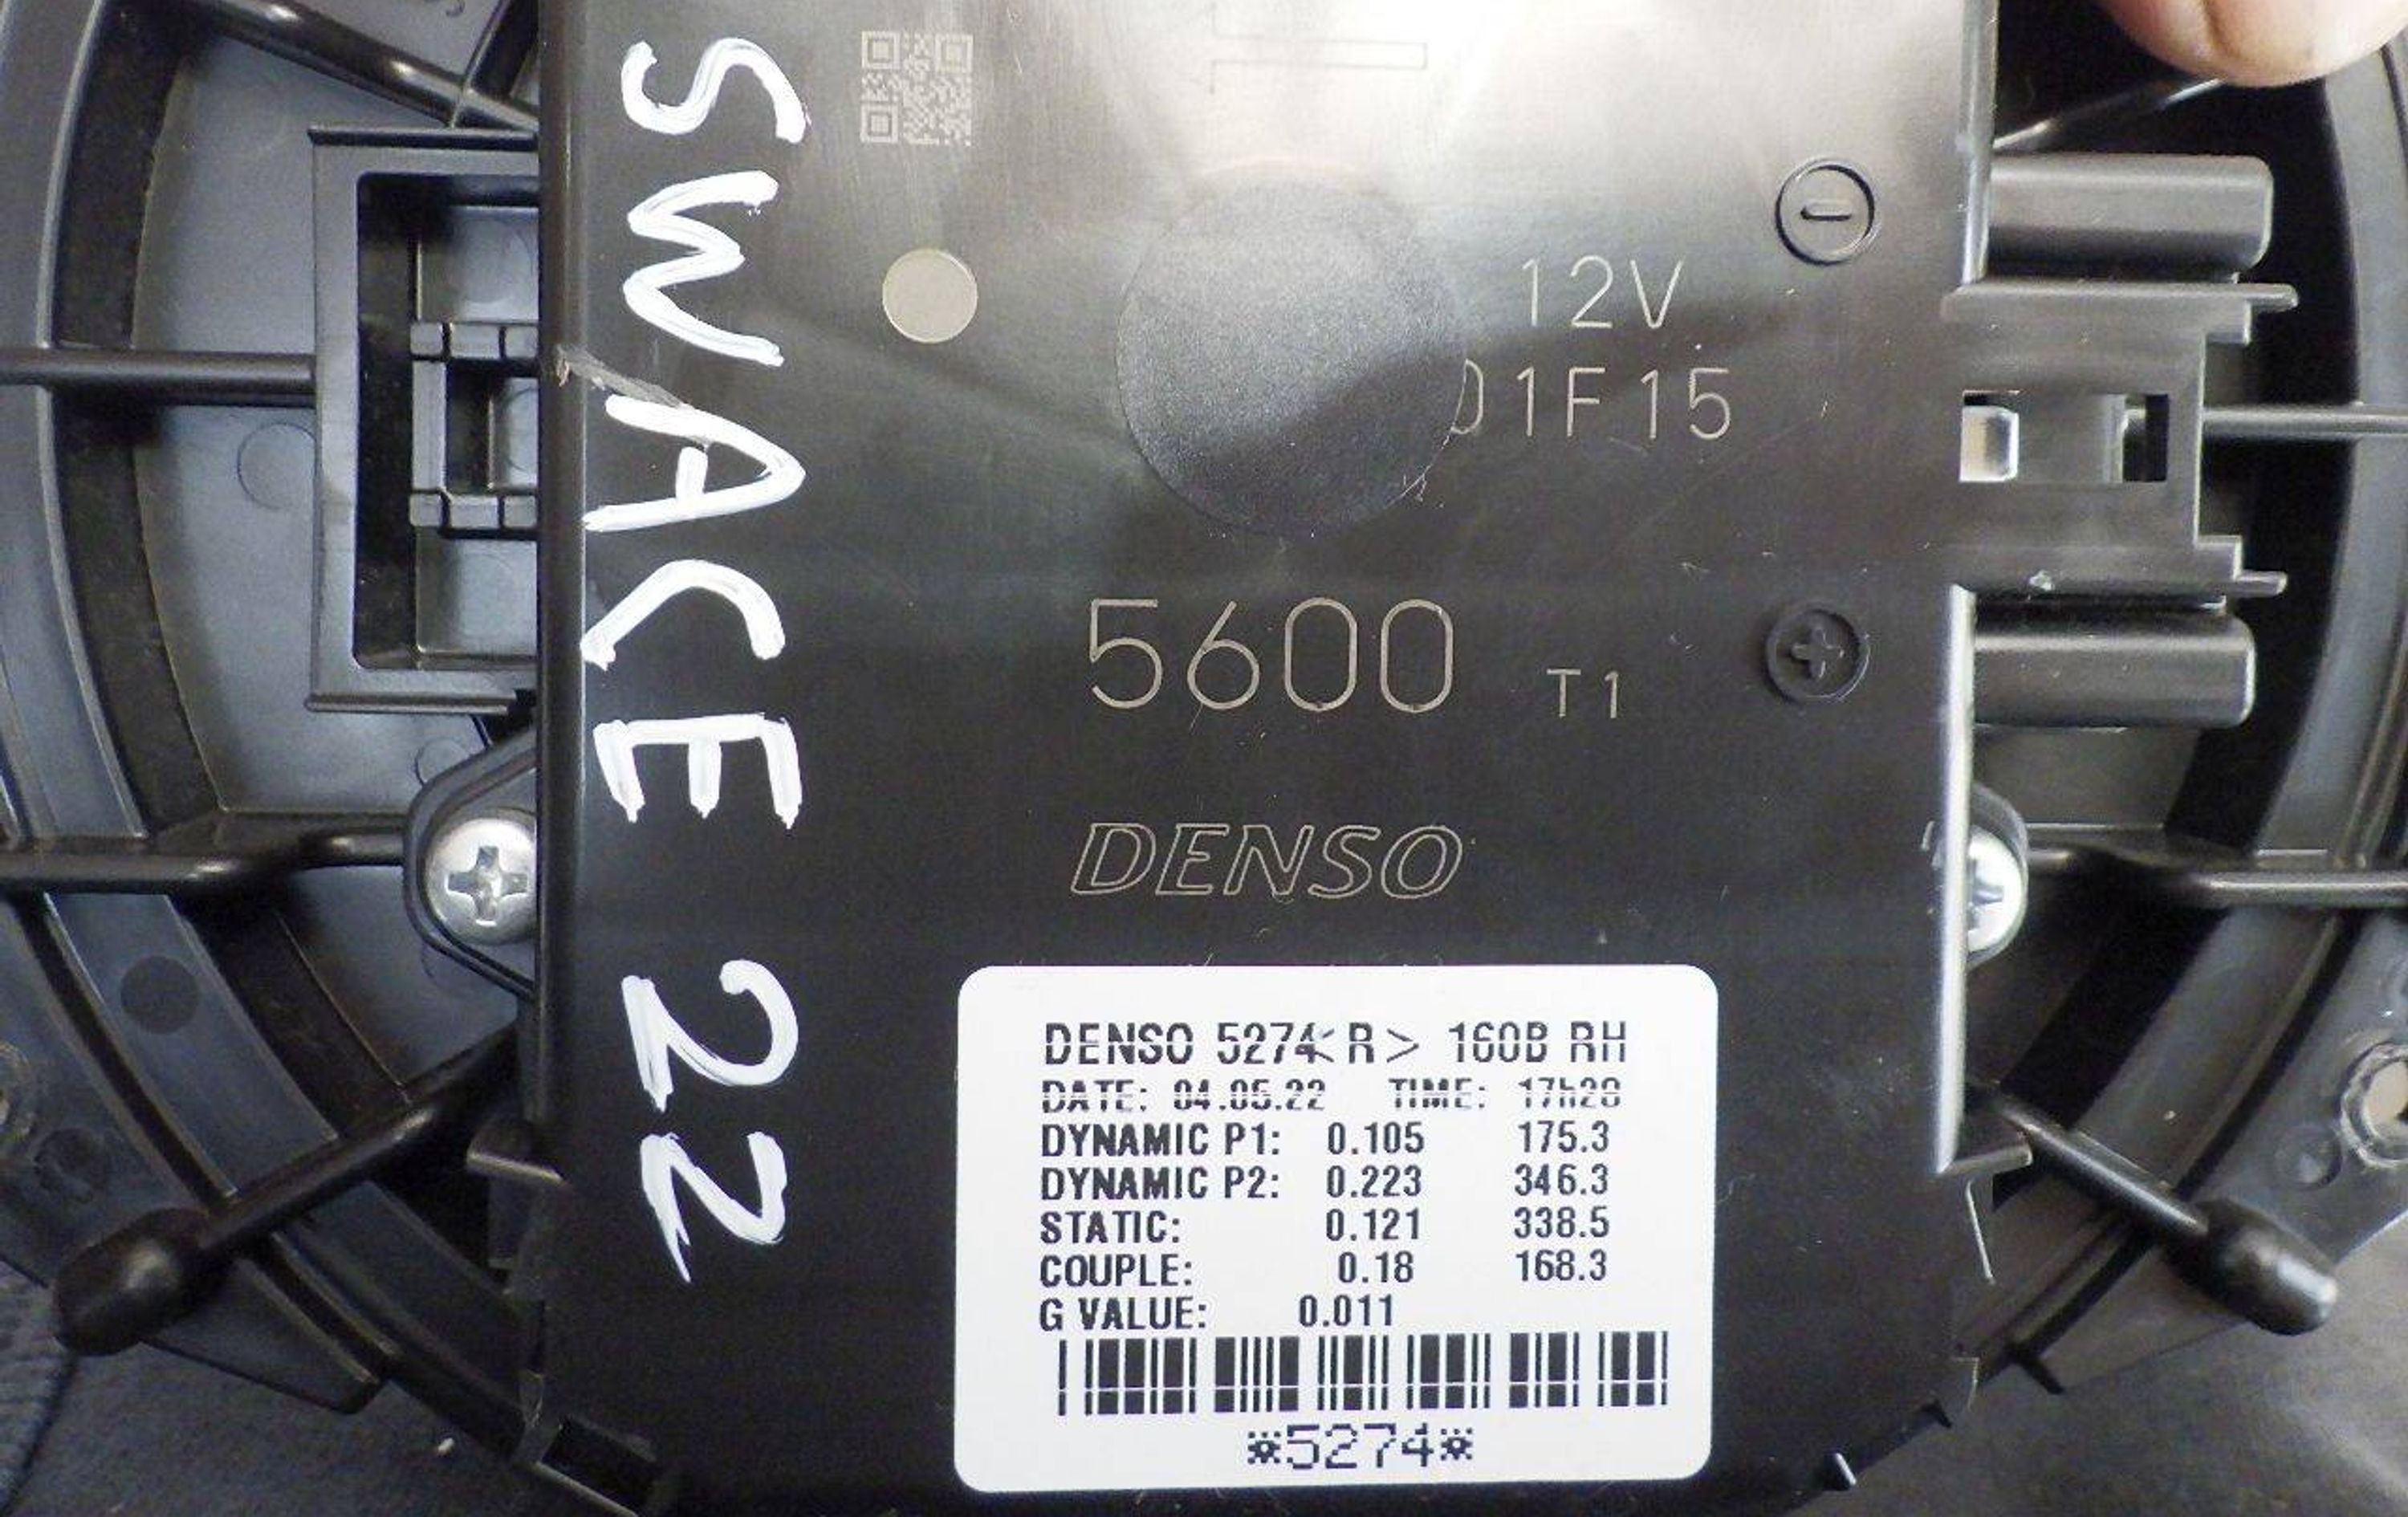 SWACE 22
12V
01F15
5600 T1
DENSO
DENSO 5274<R> 160B RH
DATE: 04.05.22 TIME: 17h28
DYNAMIC P1: 0.105 175.3
DYNAMIC P2: 0.223 346.3
STATIC: 0.121 338.5
COUPLE: 0.18 168.3
G VALUE: 0.011
*5274*